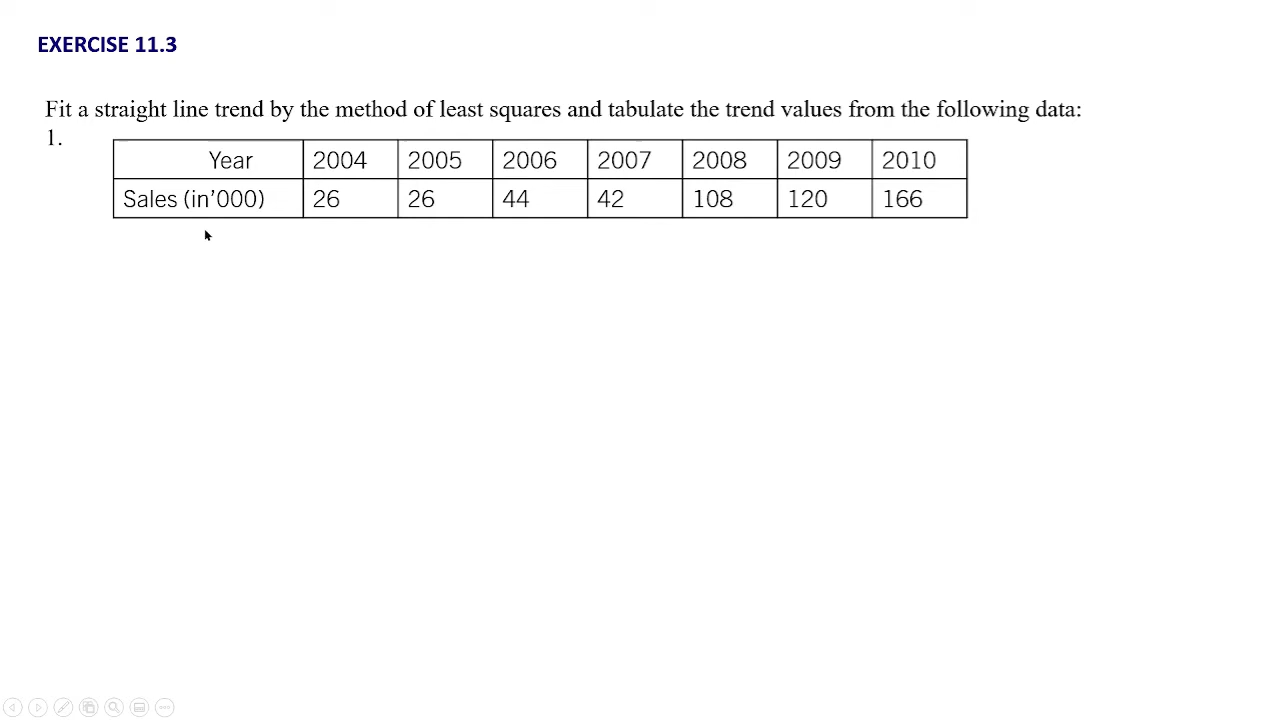 EXERCISE 11.3
Fit a straight line trend by the method of least squares and tabulate the trend values from the following data:
1.
Year 2004 2005 2006 2007 2008 2009 2010
Sales (in’000) 26 26 44 42 108 120 166